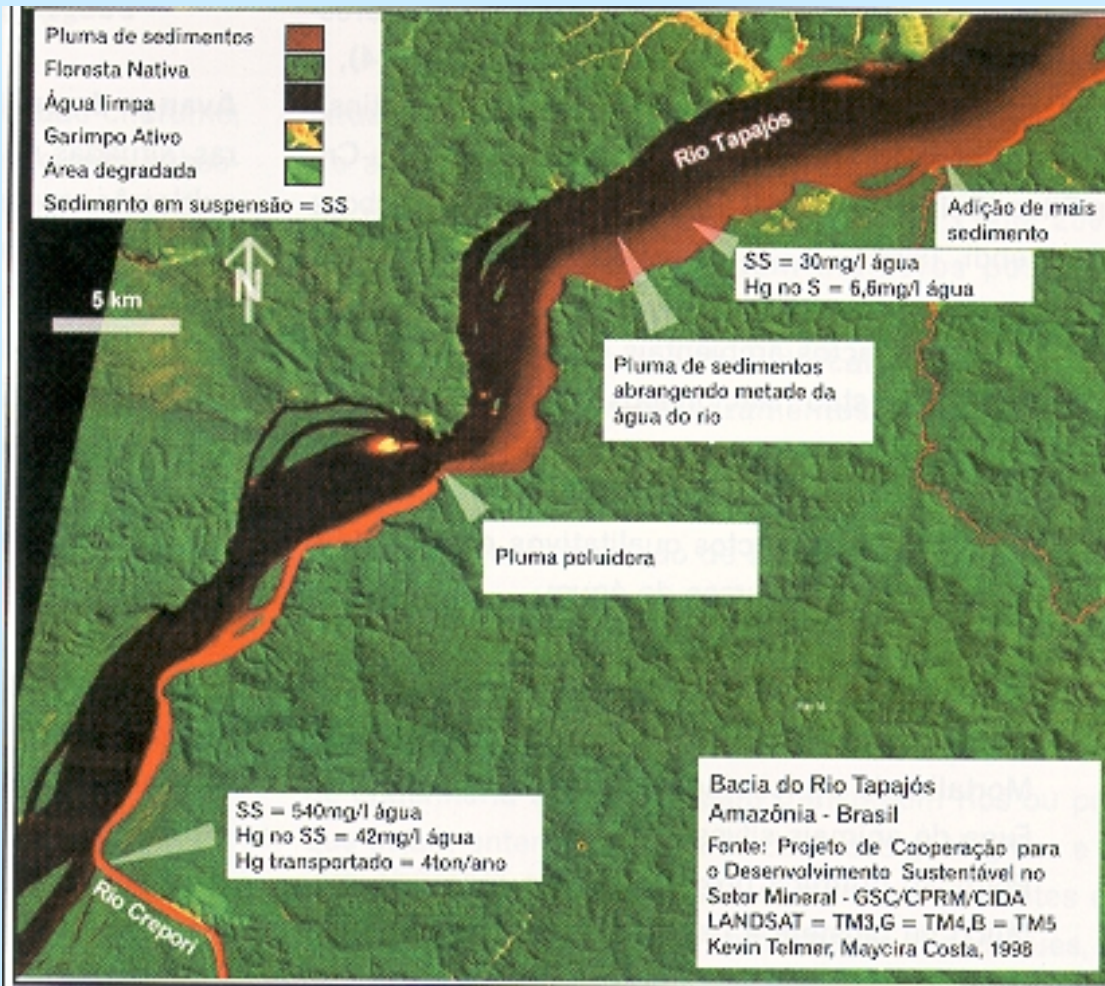 Pluma de sedimentos
Floresta Nativa
Água limpa
Garimpo Ativo
Área degradada
Sedimento em suspensão = SS
N
5 km
Rio Tapajós
Adição de mais
sedimento
SS = 30mg/l água
Hg no S = 6,6mg/l água
Pluma de sedimentos
abrangendo metade da
água do rio
Pluma poluidora
SS = 540mg/l água
Hg no SS = 42mg/l água
Hg transportado = 4ton/ano
Rio Crepori
Bacia do Rio Tapajós
Amazônia - Brasil
Fonte: Projeto de Cooperação para
o Desenvolvimento Sustentável no
Setor Mineral - GSC/CPRM/CIDA
LANDSAT = TM3,G = TM4,B = TM5
Kevin Telmer, Maycira Costa, 1998